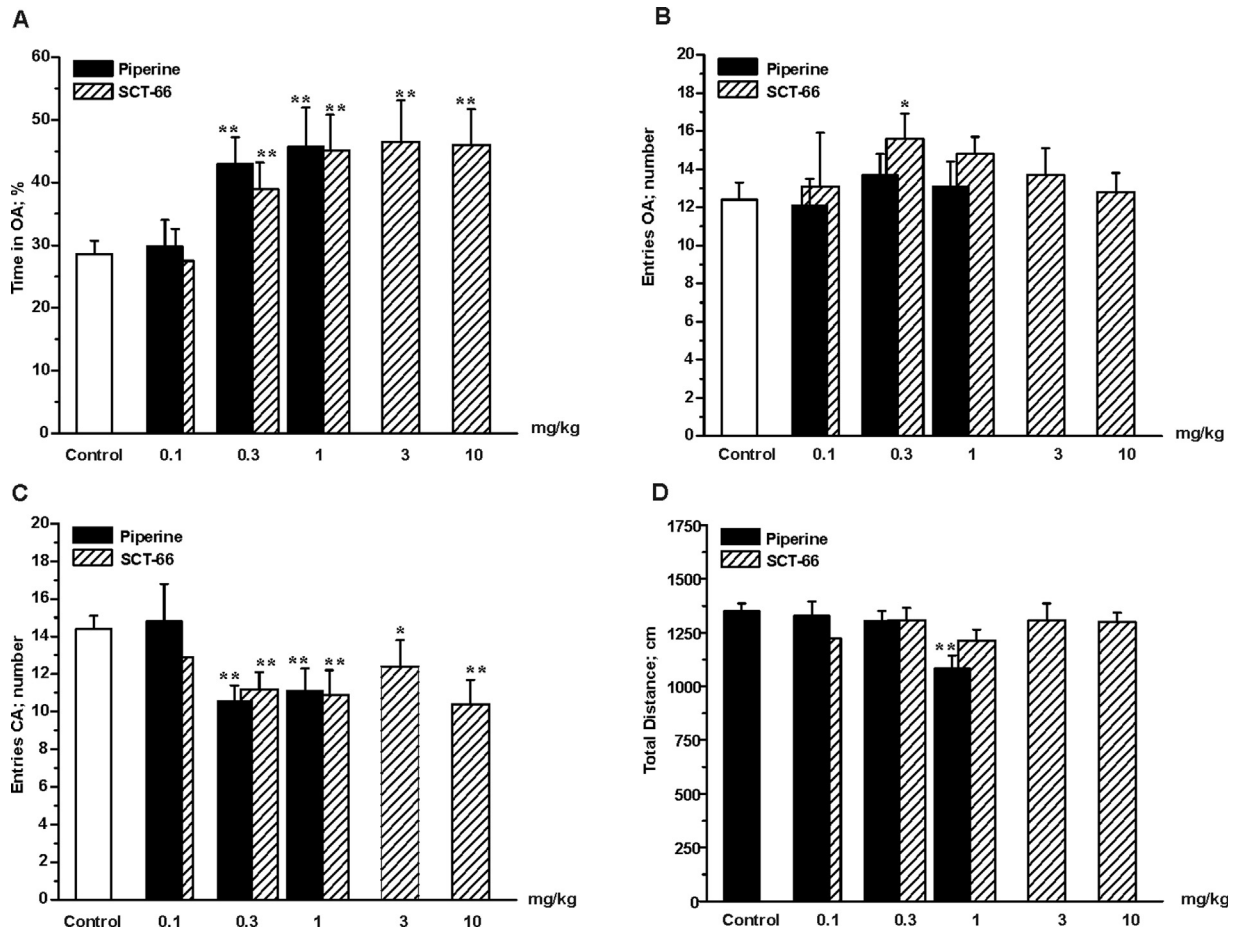 A
Time in OA; %
60
50
40
30
20
10
0
Piperine
SCT-66
**
**
**
**
**
**
Control 0.1 0.3 1 3 10 mg/kg
B
Entries OA; number
20
18
16
14
12
10
8
6
4
2
0
Piperine
SCT-66
*
Control 0.1 0.3 1 3 10 mg/kg
C
Entries CA; number
20
18
16
14
12
10
8
6
4
2
0
Piperine
SCT-66
**
**
**
**
*
**
Control 0.1 0.3 1 3 10 mg/kg
D
Total Distance; cm
1750
1500
1250
1000
750
500
250
0
Piperine
SCT-66
**
Control 0.1 0.3 1 3 10 mg/kg